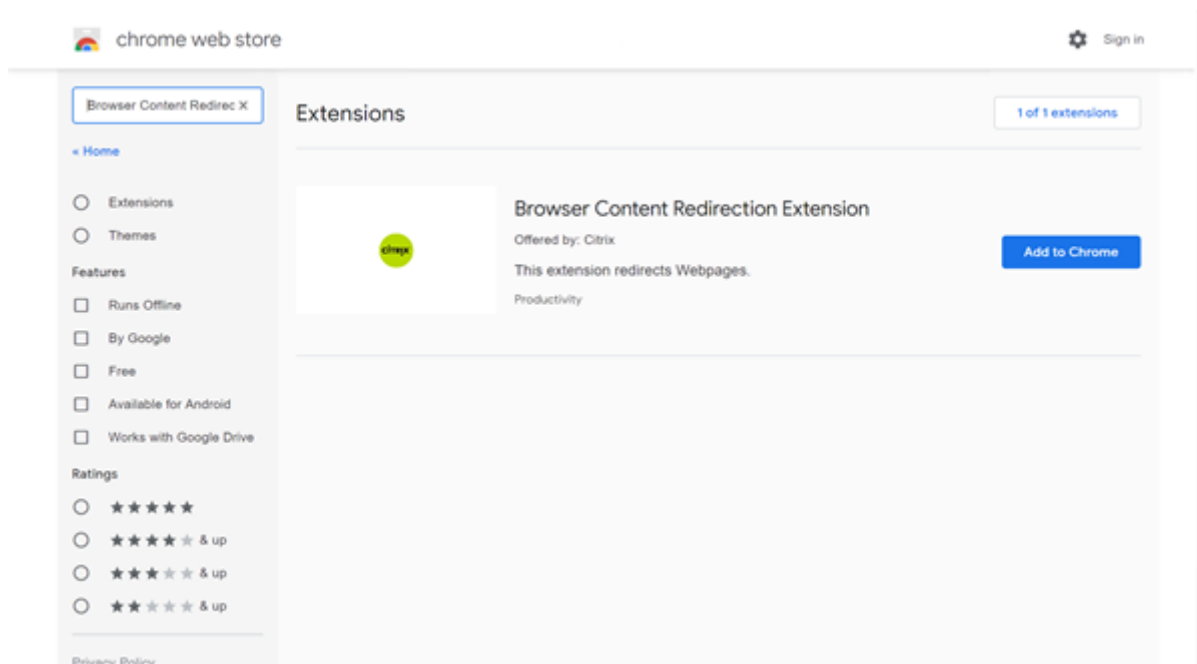 chrome web store
Sign in
Browser Content Redirec
« Home
Extensions
Themes
Features
Runs Offline
By Google
Free
Available for Android
Works with Google Drive
Ratings
& up
& up
& up
Privacy Policy
Extensions
1 of 1 extensions
citrix
Browser Content Redirection Extension
Offered by: Citrix
This extension redirects Webpages.
Productivity
Add to Chrome